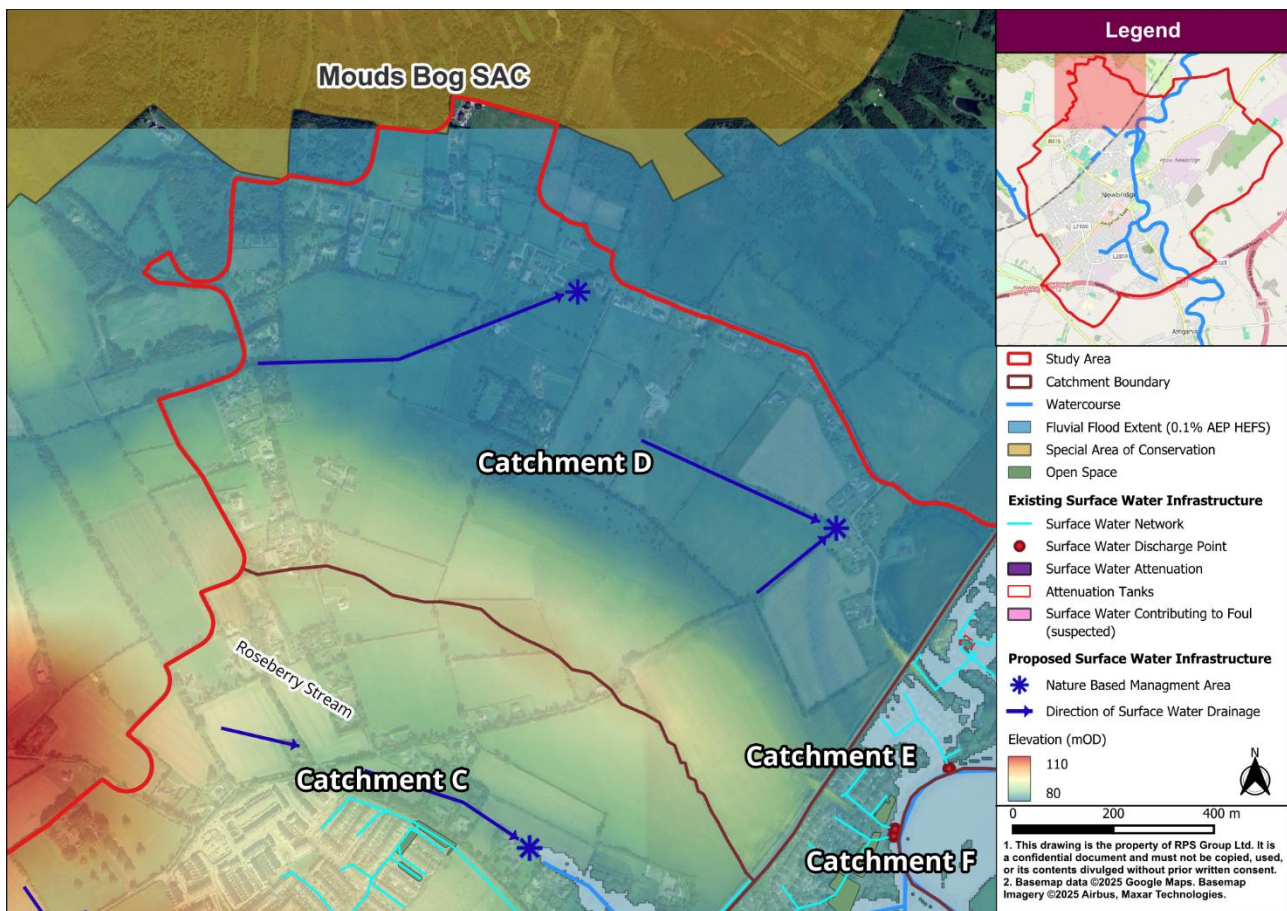 Mouds Bog SAC
Catchment D
Roseberry Stream
Catchment C
Catchment E
Catchment F
Legend
Newbridge
Study Area
Catchment Boundary
Watercourse
Fluvial Flood Extent (0.1% AEP HEFS)
Special Area of Conservation
Open Space
Existing Surface Water Infrastructure
Surface Water Network
Surface Water Discharge Point
Surface Water Attenuation
Attenuation Tanks
Surface Water Contributing to Foul
(suspected)
Proposed Surface Water Infrastructure
Nature Based Managment Area
Direction of Surface Water Drainage
Elevation (mOD)
110
80
N
0 200 400 m
1. This drawing is the property of RPS Group Ltd. It is
a confidential document and must not be copied, used,
or its contents divulged without prior written consent.
2. Basemap data ©2025 Google Maps. Basemap
Imagery ©2025 Airbus, Maxar Technologies.